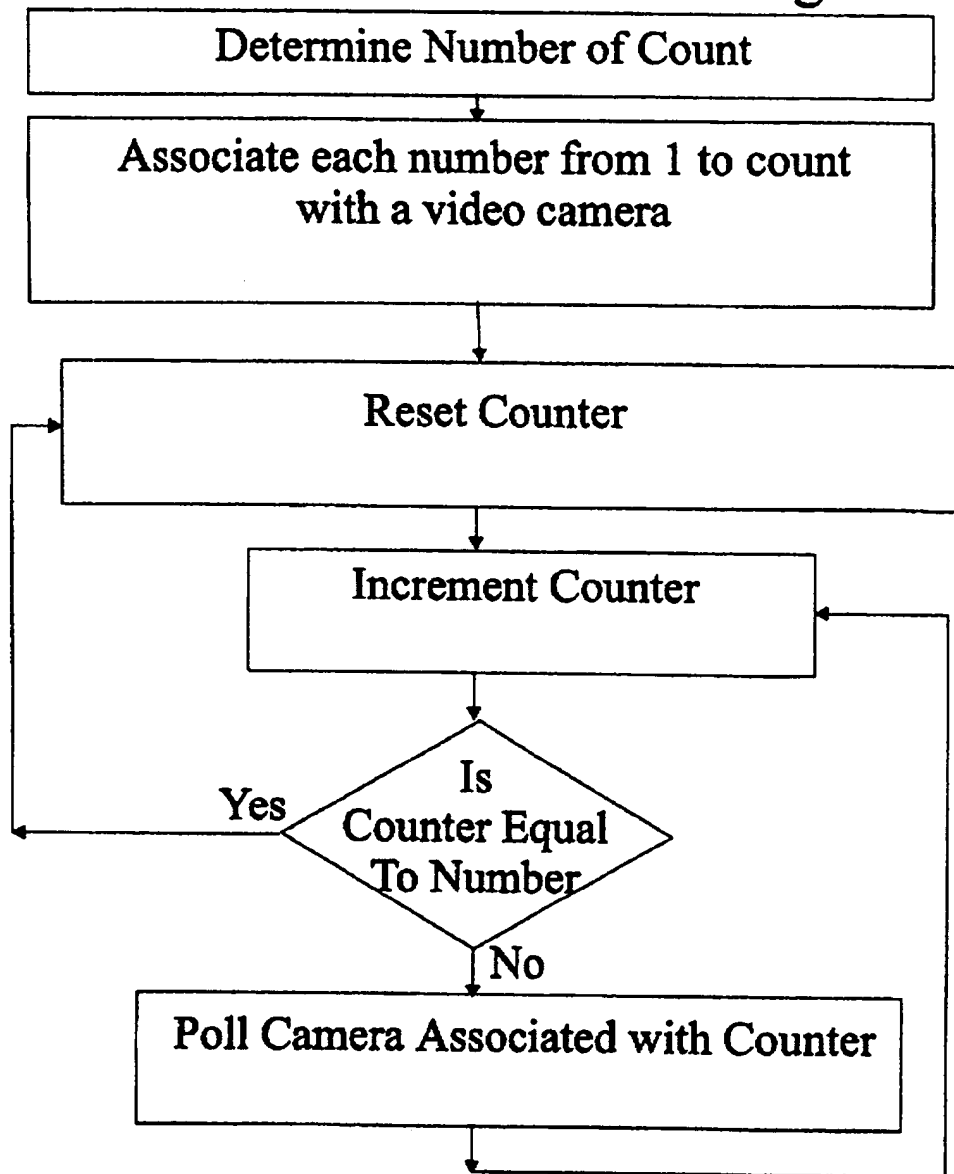 Determine Number of Count
Associate each number from 1 to count
with a video camera
Reset Counter
Increment Counter
Is
Counter Equal
To Number
Yes
No
Poll Camera Associated with Counter